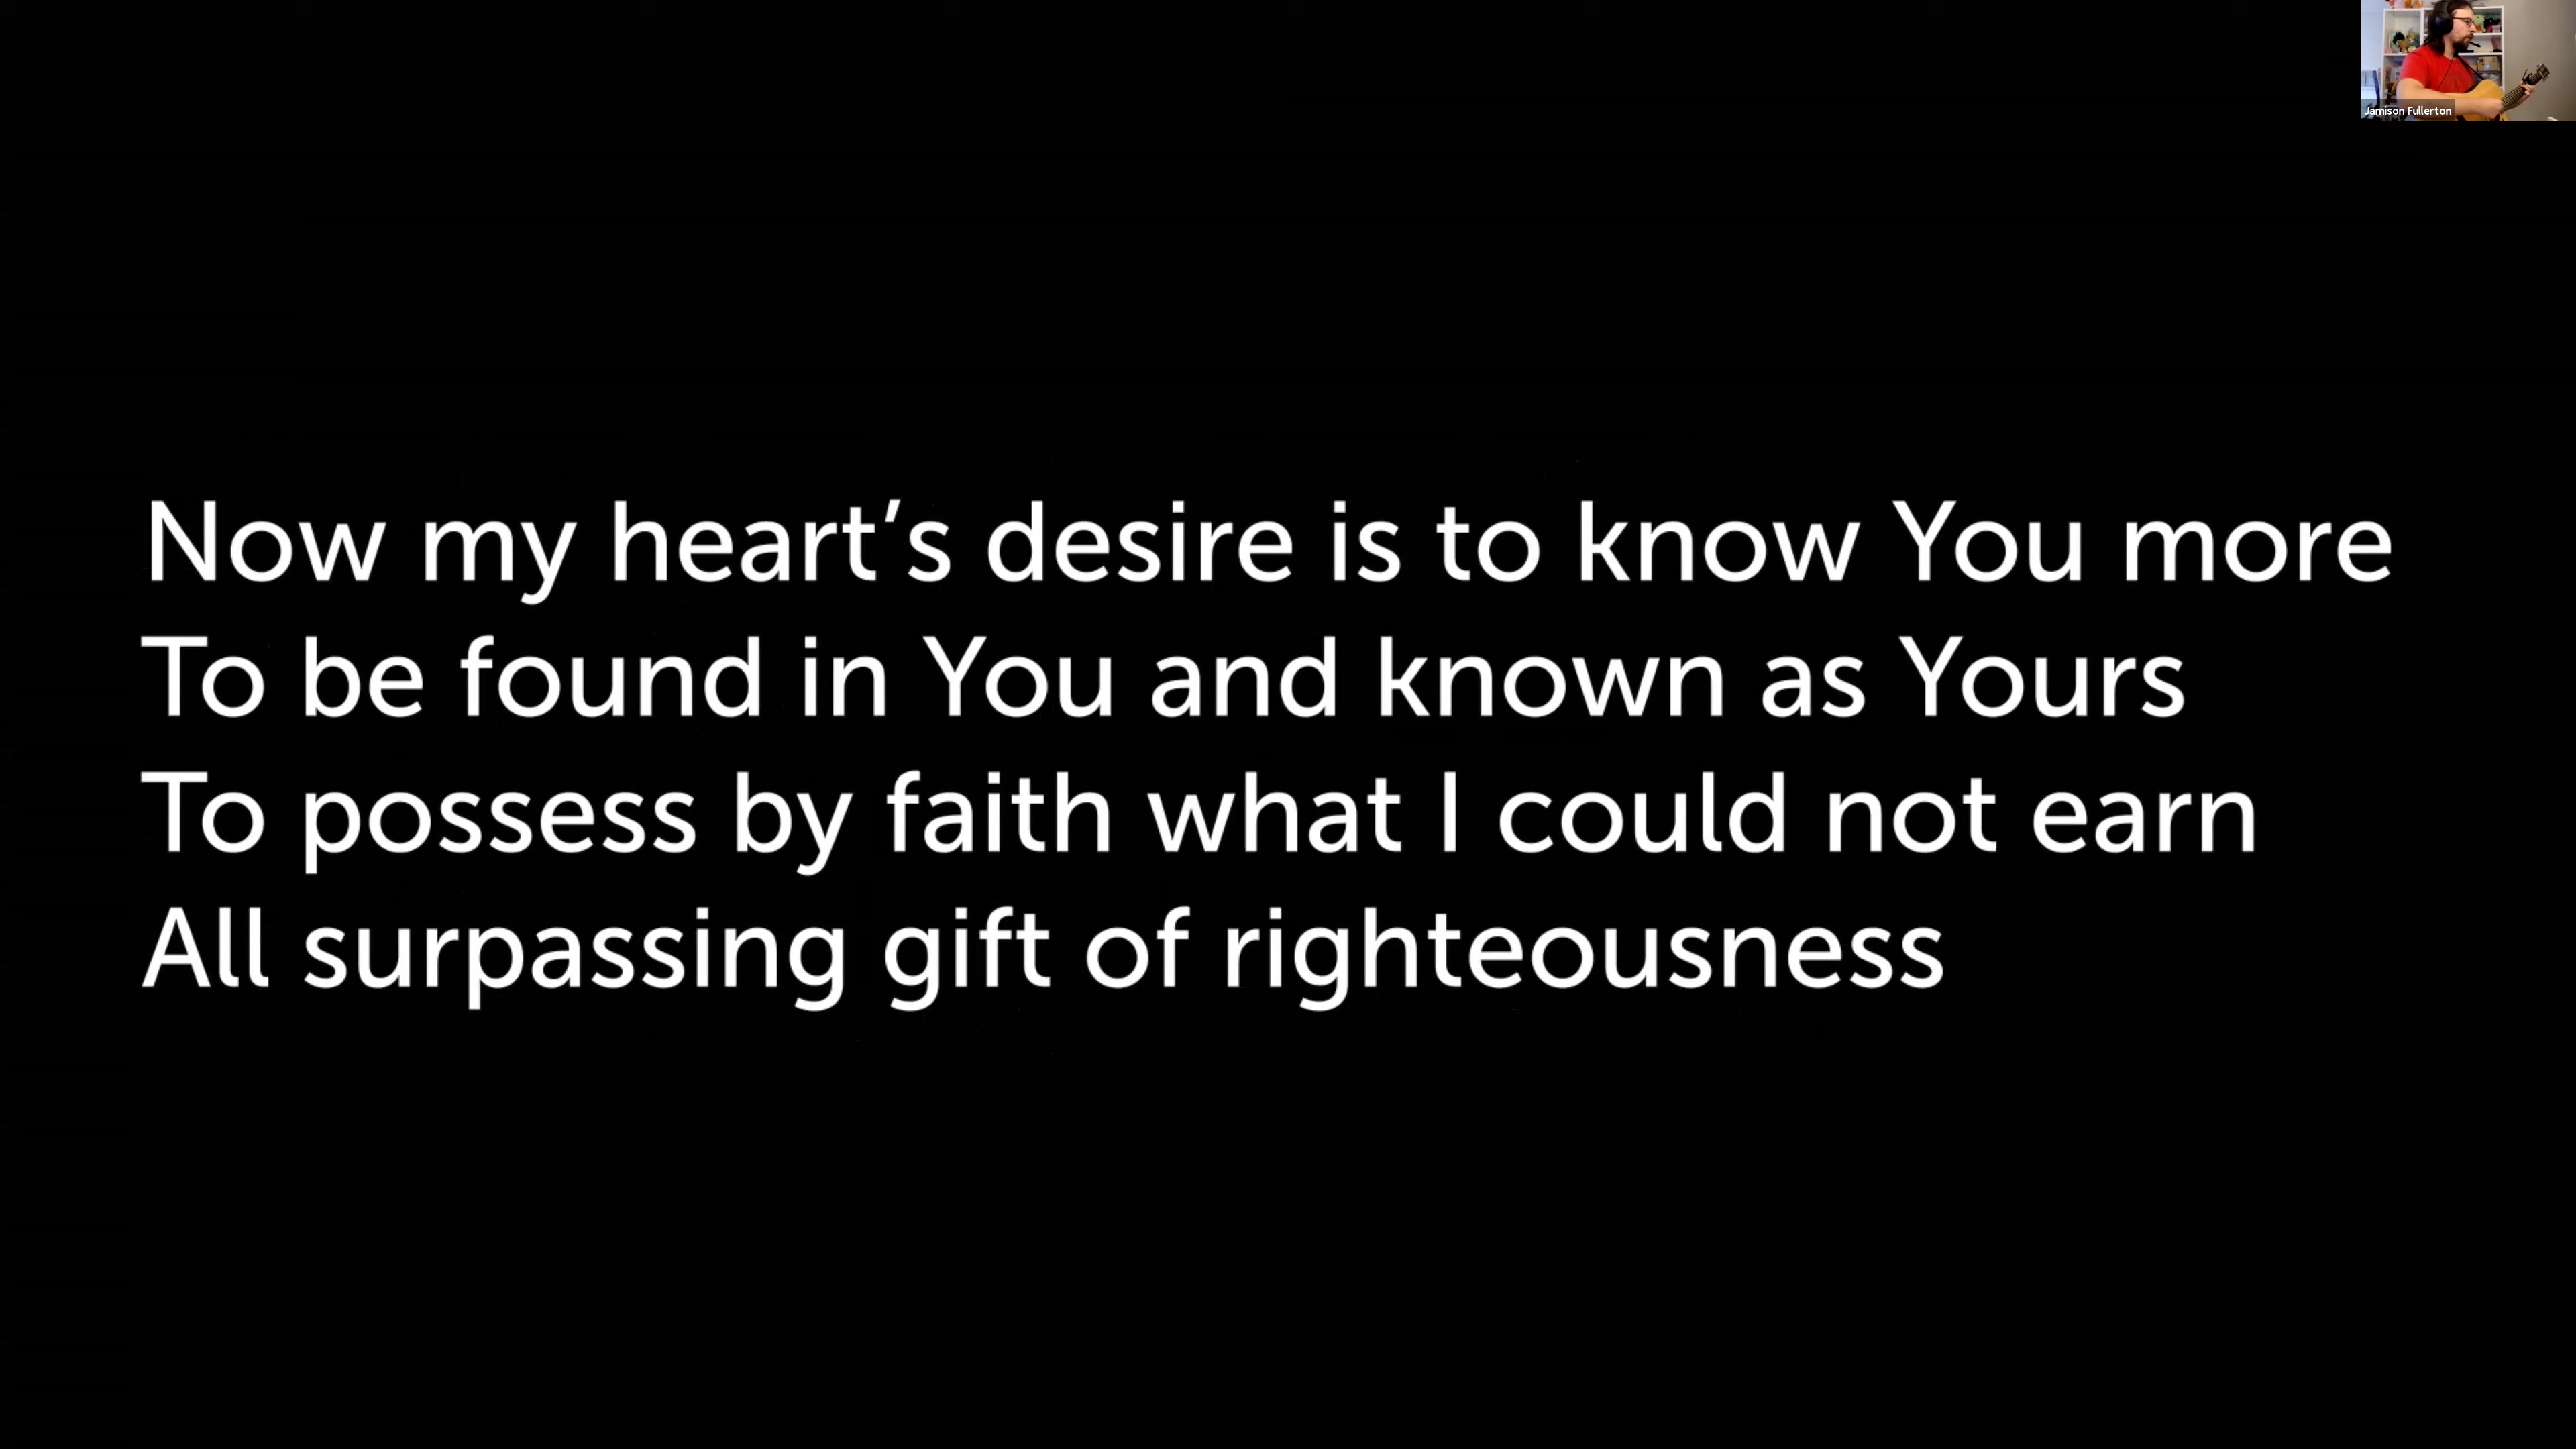 Jamison Fullerton
Now my heart’s desire is to know You more
To be found in You and known as Yours
To possess by faith what I could not earn
All surpassing gift of righteousness